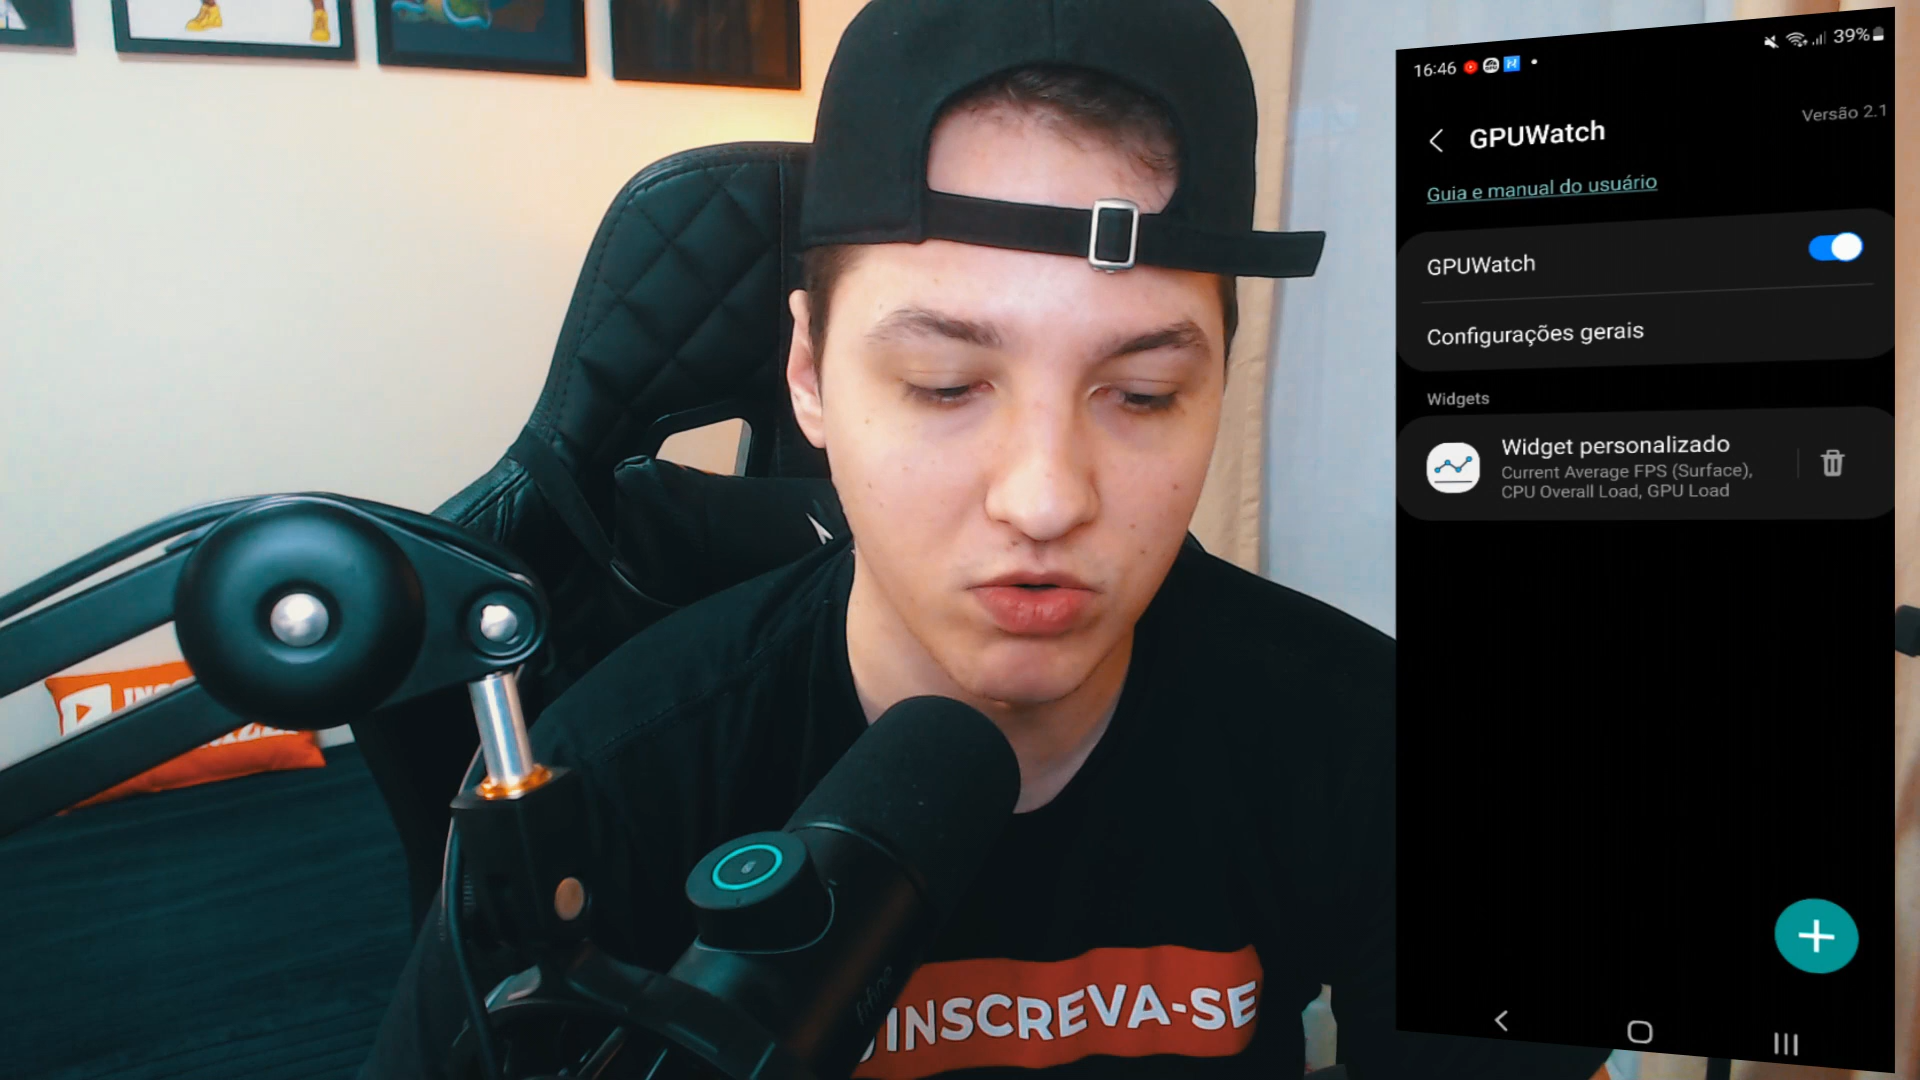 16:46
39%
Versão 2.1
GPUWatch
Guia e manual do usuário
GPUWatch
Configurações gerais
Widgets
Widget personalizado
Current Average FPS (Surface),
CPU Overall Load, GPU Load
fifine
INSCREVA-SE